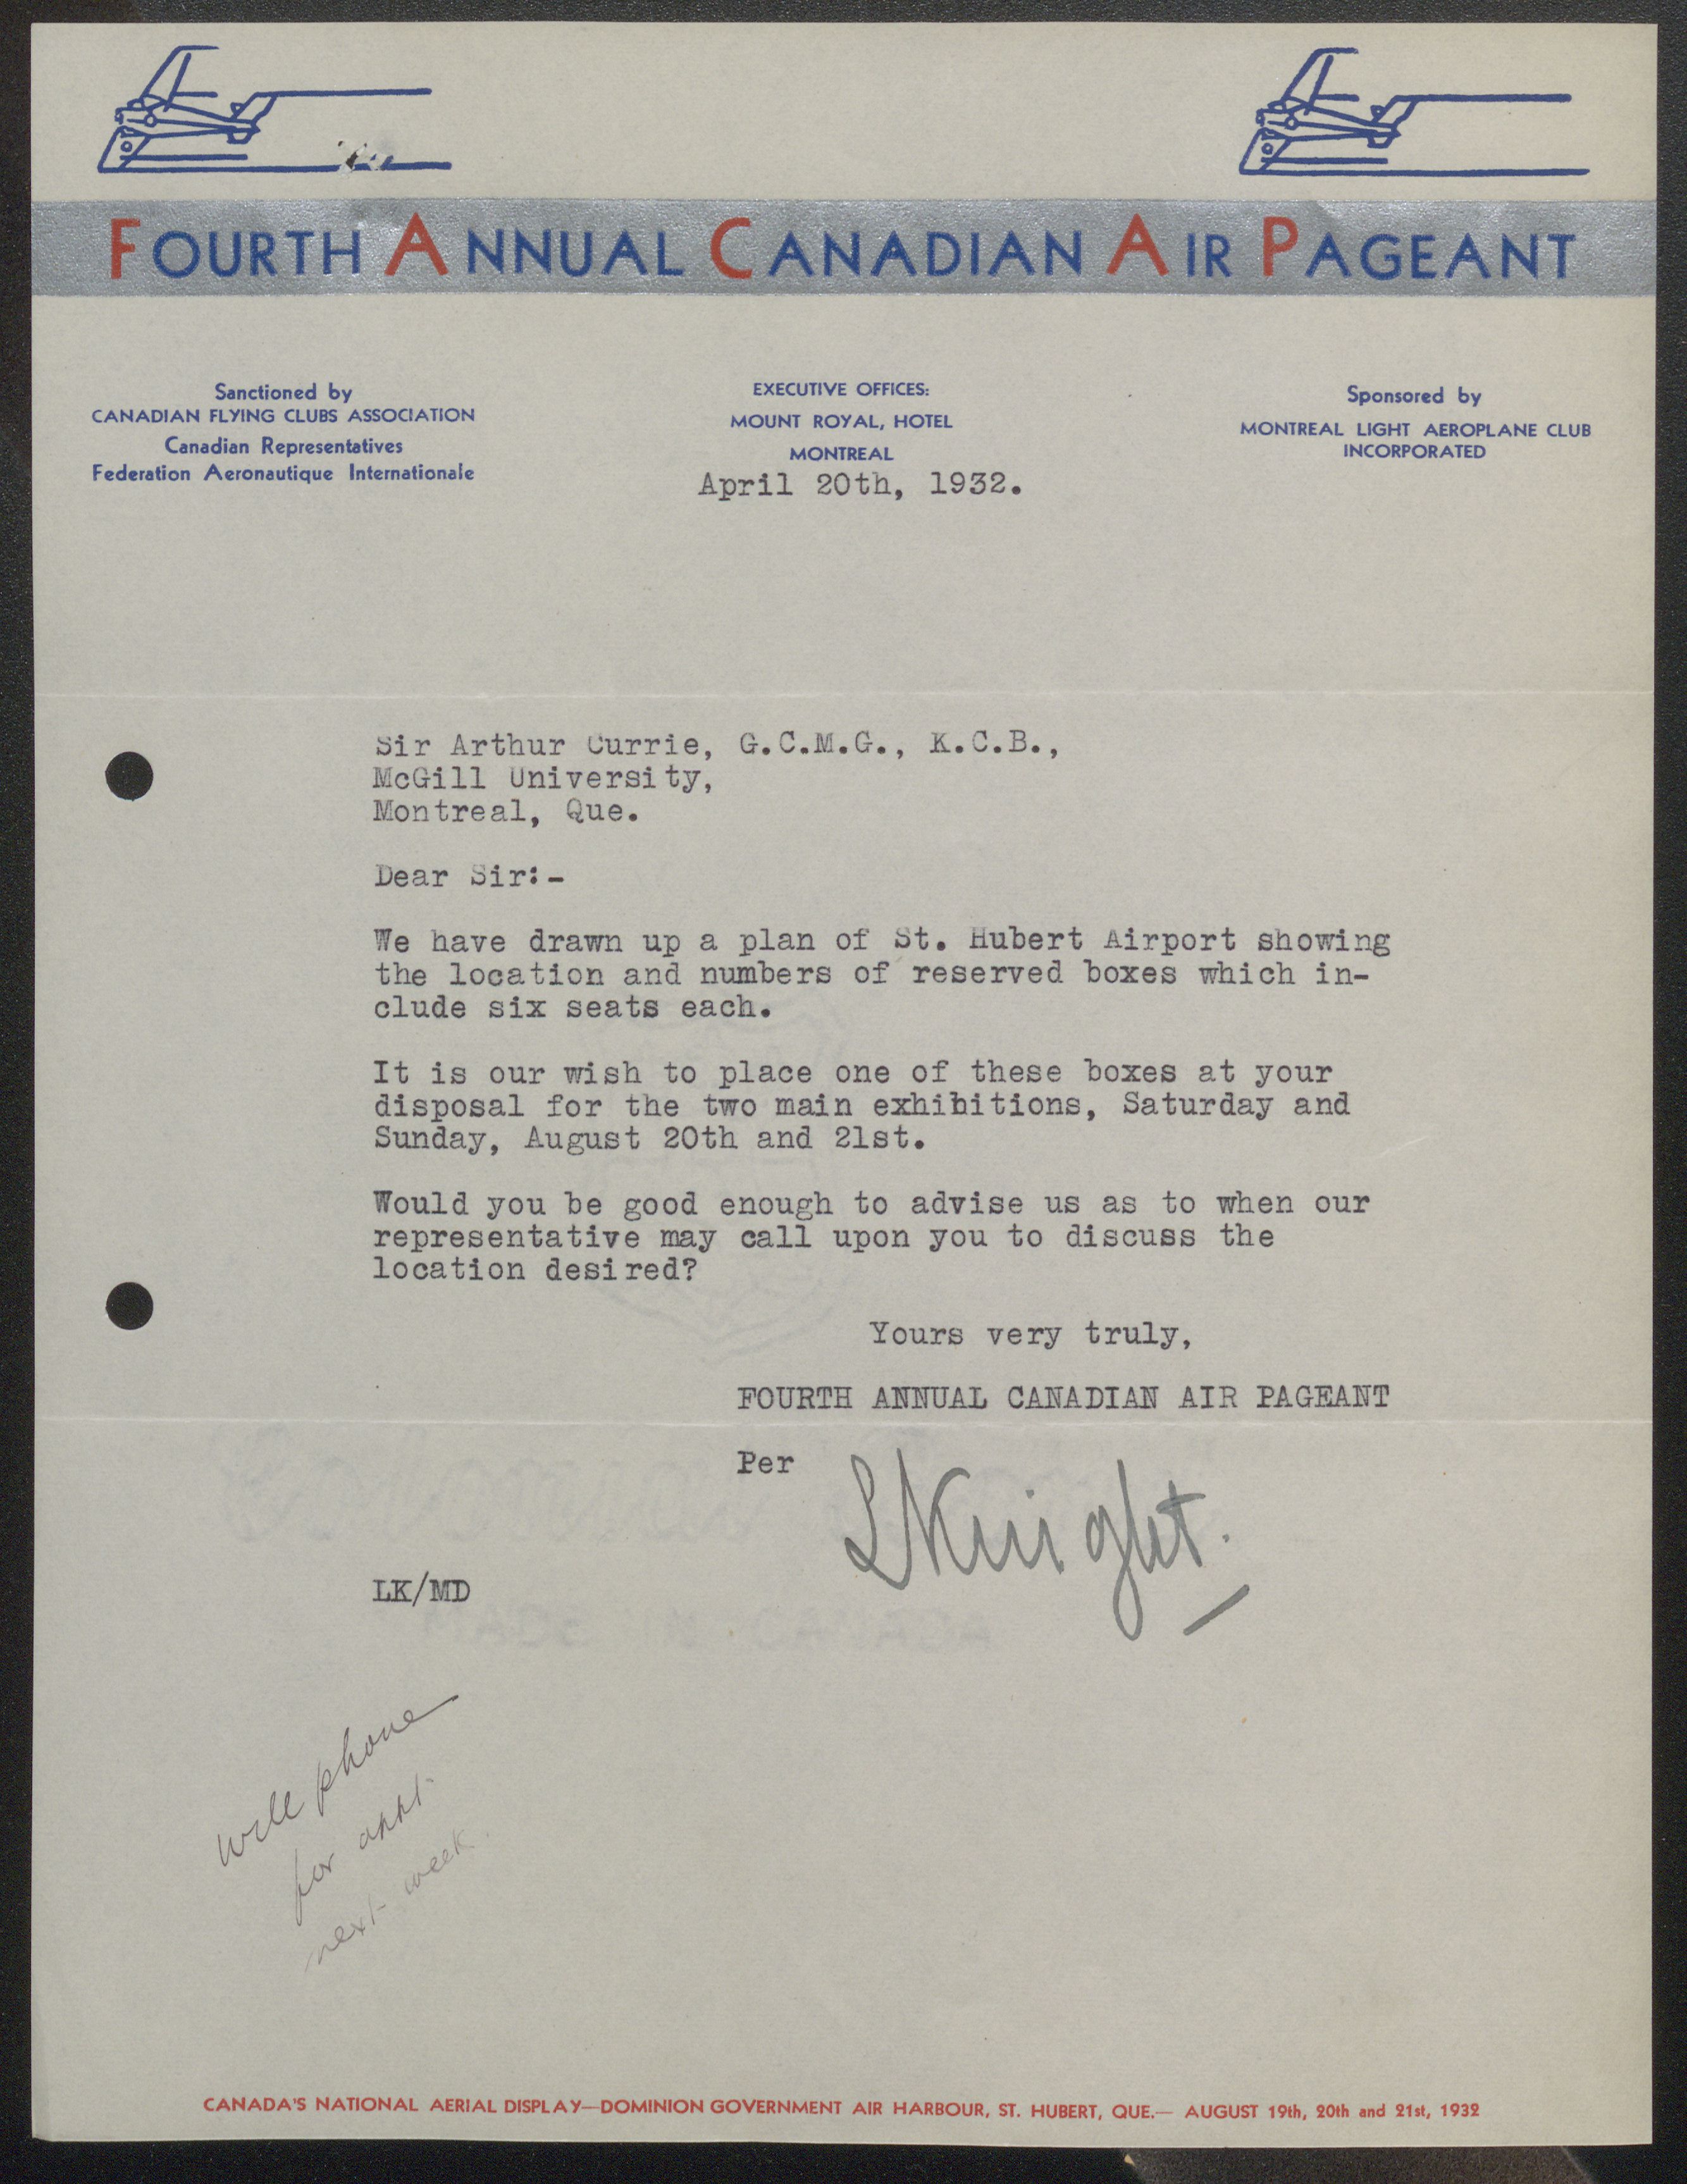 FOURTH ANNUAL CANADIAN AIR PAGEANT
Sanctioned by
CANADIAN FLYING CLUBS ASSOCIATION
Canadian Representatives
Federation Aeronautique Internationale
EXECUTIVE OFFICES:
MOUNT ROYAL, HOTEL
MONTREAL
Sponsored by
MONTREAL LIGHT AEROPLANE CLUB
INCORPORATED
April 20th, 1932.
Sir Arthur Currie, G.C.M.G., K.C.B.,
McGill University,
Montreal, Que.
Dear Sir:-
We have drawn up a plan of St. Hubert Airport showing
the location and numbers of reserved boxes which in-
clude six seats each.
It is our wish to place one of these boxes at your
disposal for the two main exhibitions, Saturday and
Sunday, August 20th and 21st.
Would you be good enough to advise us as to when our
representative may call upon you to discuss the
location desired?
Yours very truly,
FOURTH ANNUAL CANADIAN AIR PAGEANT
Per
LKnight.
LK/MD
will phone
for appt
next week.
CANADA'S NATIONAL AERIAL DISPLAY—DOMINION GOVERNMENT AIR HARBOUR, ST. HUBERT, QUE.— AUGUST 19th, 20th and 21st, 1932